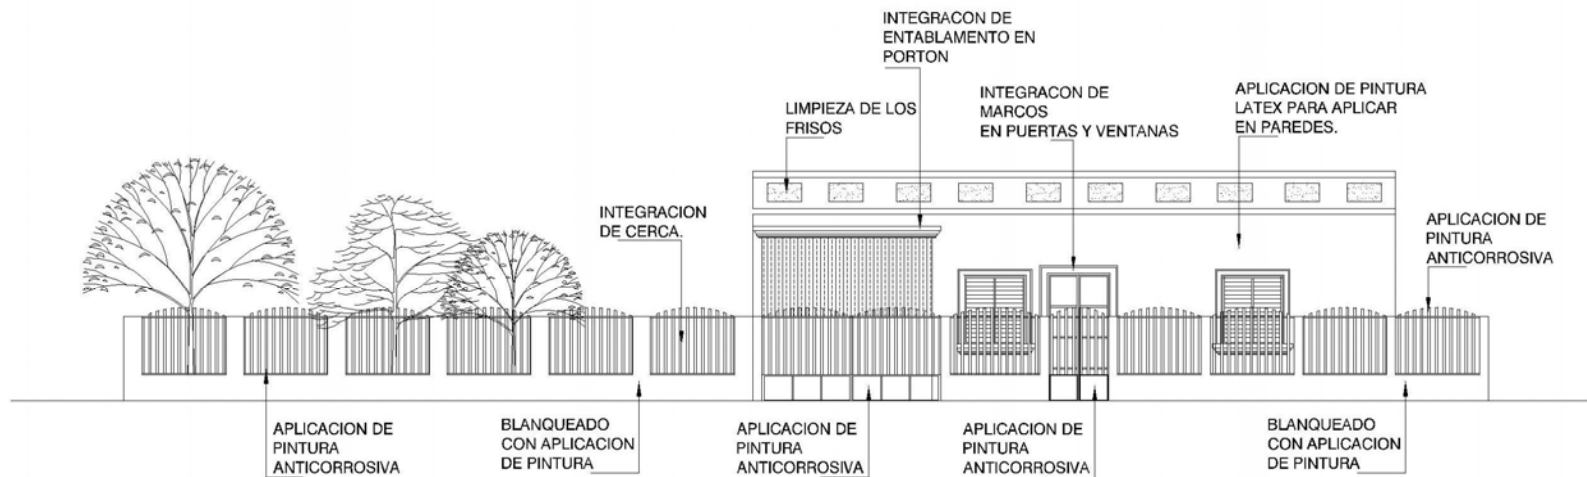 INTEGRACON DE
ENTABLAMENTO EN
PORTON
LIMPIEZA DE LOS
FRISOS
INTEGRACON DE
MARCOS
EN PUERTAS Y VENTANAS
APLICACION DE PINTURA
LATEX PARA APLICAR
EN PAREDES.
INTEGRACION
DE CERCA.
APLICACION DE
PINTURA
ANTICORROSIVA
APLICACION DE
PINTURA
ANTICORROSIVA
BLANQUEADO
CON APLICACION
DE PINTURA
APLICACION DE
PINTURA
ANTICORROSIVA
APLICACION DE
PINTURA
ANTICORROSIVA
BLANQUEADO
CON APLICACION
DE PINTURA